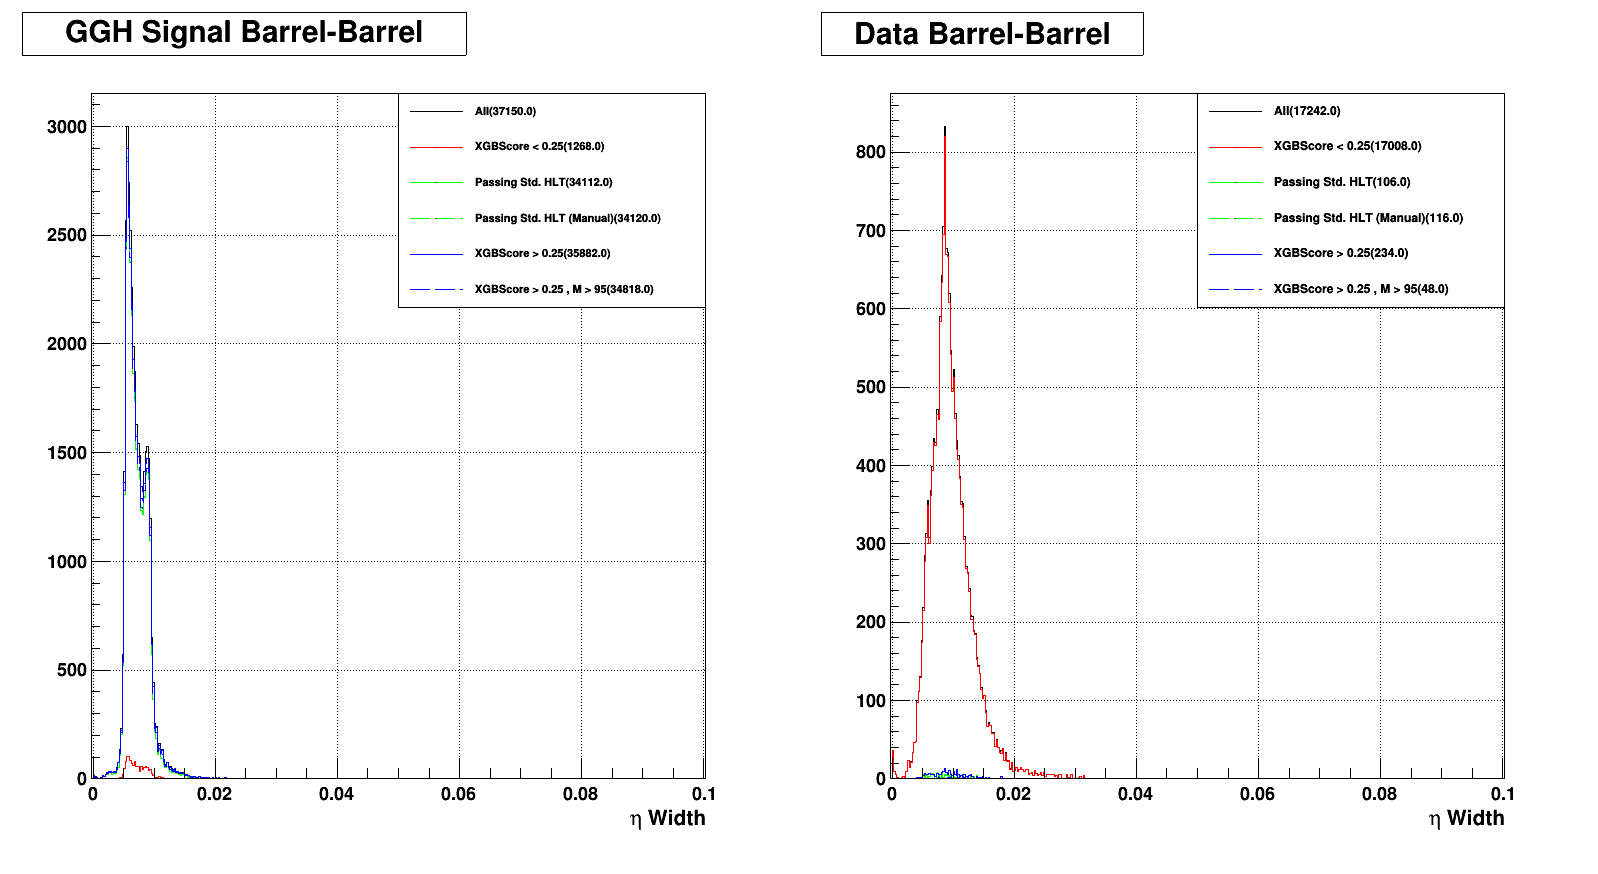 GGH Signal Barrel-Barrel
All(37150.0)
XGBScore < 0.25(1268.0)
Passing Std. HLT(34112.0)
Passing Std. HLT (Manual)(34120.0)
XGBScore > 0.25(35882.0)
XGBScore > 0.25 , M > 95(34818.0)
3000
2500
2000
1500
1000
500
0
0 0.02 0.04 0.06 0.08 0.1
η Width
Data Barrel-Barrel
All(17242.0)
XGBScore < 0.25(17008.0)
Passing Std. HLT(106.0)
Passing Std. HLT (Manual)(116.0)
XGBScore > 0.25(234.0)
XGBScore > 0.25 , M > 95(48.0)
800
700
600
500
400
300
200
100
0
0 0.02 0.04 0.06 0.08 0.1
η Width